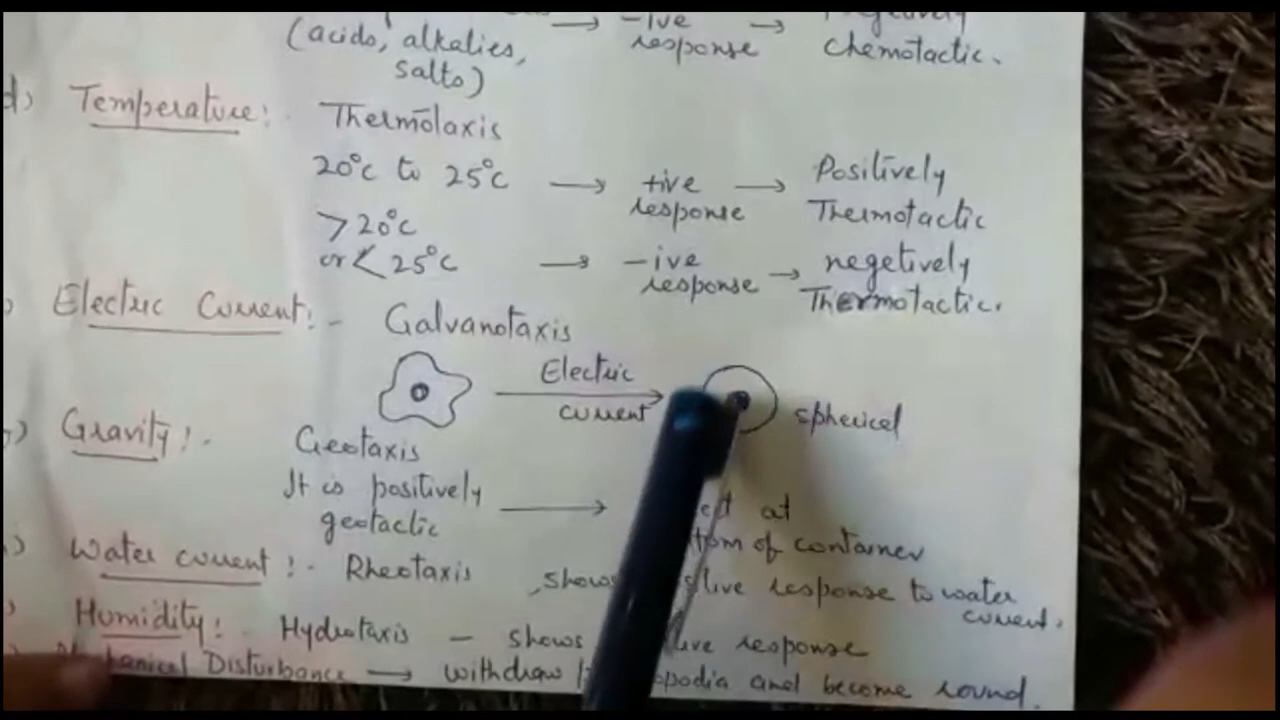 (acids, alkalies, salts) → -ive response → chemotactic.
d) Temperature:- Thermotaxis
20°c to 25°c → +ive response → Positively Thermotactic
>20°c or <25°c → -ive response → negetively Thermotactic.
Electric Current:- Galvanotaxis
Electric current
spherical
Gravity:- Geotaxis
It is positively geotactic → at of container
Water current:- Rheotaxis, shows response to water current.
Humidity:- Hydrotaxis - shows response
Disturbance → withdraw and become round.